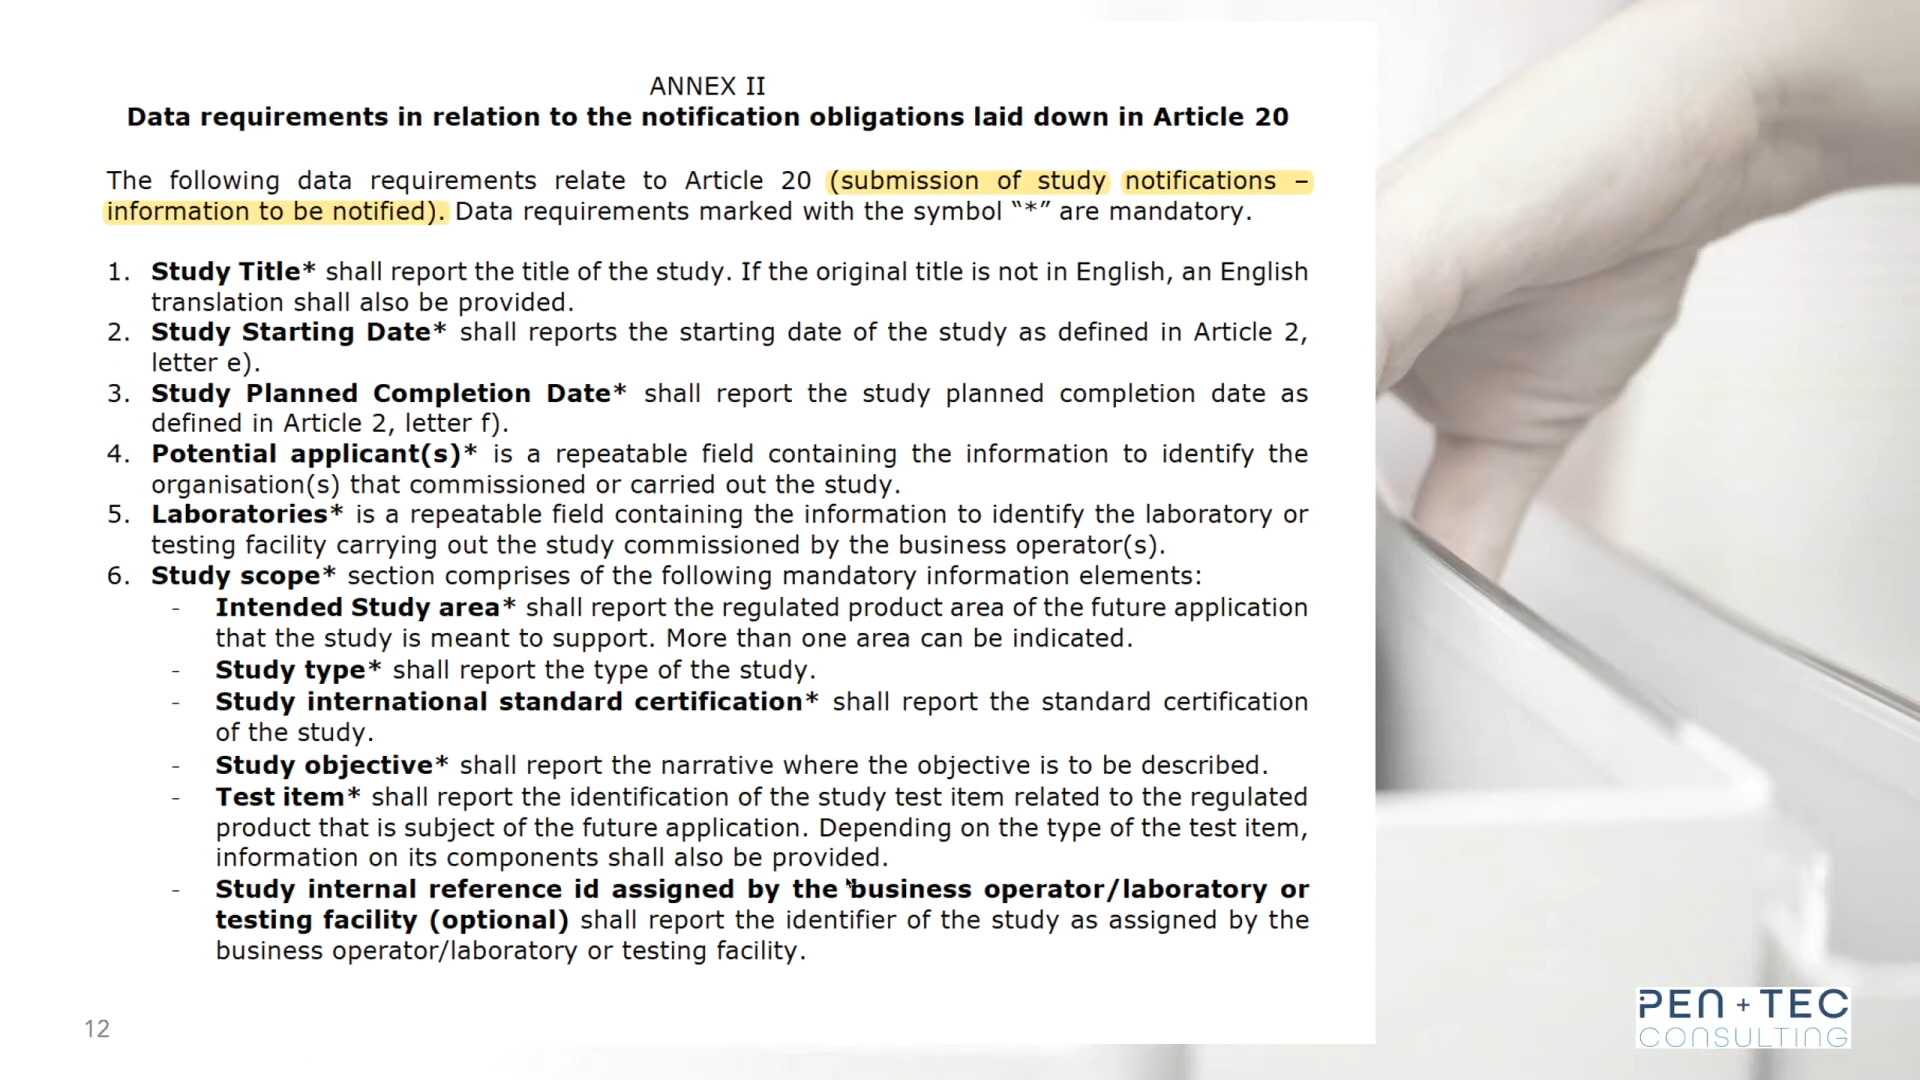 ANNEX II
Data requirements in relation to the notification obligations laid down in Article 20
The following data requirements relate to Article 20 (submission of study notifications –
information to be notified). Data requirements marked with the symbol “*” are mandatory.
1. Study Title* shall report the title of the study. If the original title is not in English, an English
translation shall also be provided.
2. Study Starting Date* shall reports the starting date of the study as defined in Article 2,
letter e).
3. Study Planned Completion Date* shall report the study planned completion date as
defined in Article 2, letter f).
4. Potential applicant(s)* is a repeatable field containing the information to identify the
organisation(s) that commissioned or carried out the study.
5. Laboratories* is a repeatable field containing the information to identify the laboratory or
testing facility carrying out the study commissioned by the business operator(s).
6. Study scope* section comprises of the following mandatory information elements:
- Intended Study area* shall report the regulated product area of the future application
that the study is meant to support. More than one area can be indicated.
- Study type* shall report the type of the study.
- Study international standard certification* shall report the standard certification
of the study.
- Study objective* shall report the narrative where the objective is to be described.
- Test item* shall report the identification of the study test item related to the regulated
product that is subject of the future application. Depending on the type of the test item,
information on its components shall also be provided.
- Study internal reference id assigned by the business operator/laboratory or
testing facility (optional) shall report the identifier of the study as assigned by the
business operator/laboratory or testing facility.
12
PEN + TEC
CONSULTING